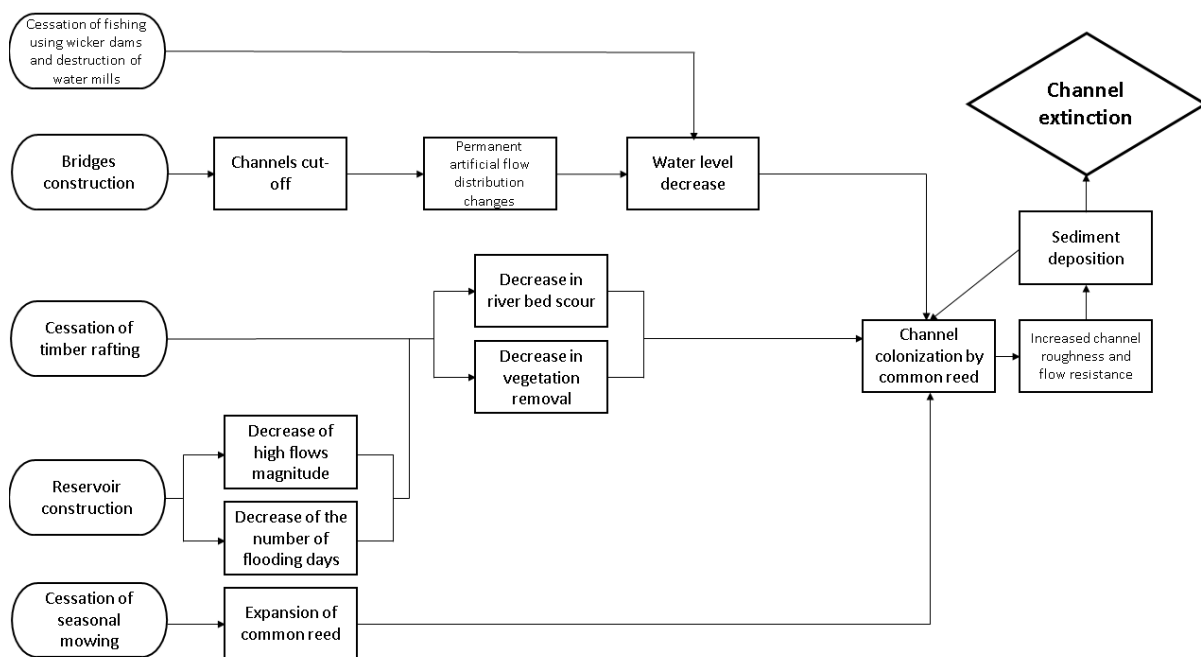 Cessation of fishing
using wicker dams
and destruction of
water mills
Bridges
construction
Channels cut-
off
Permanent
artificial flow
distribution
changes
Water level
decrease
Channel
extinction
Sediment
deposition
Cessation of
timber rafting
Decrease in
river bed scour
Decrease in
vegetation
removal
Channel
colonization by
common reed
Increased channel
roughness and
flow resistance
Reservoir
construction
Decrease of
high flows
magnitude
Decrease of the
number of
flooding days
Cessation of
seasonal
mowing
Expansion of
common reed